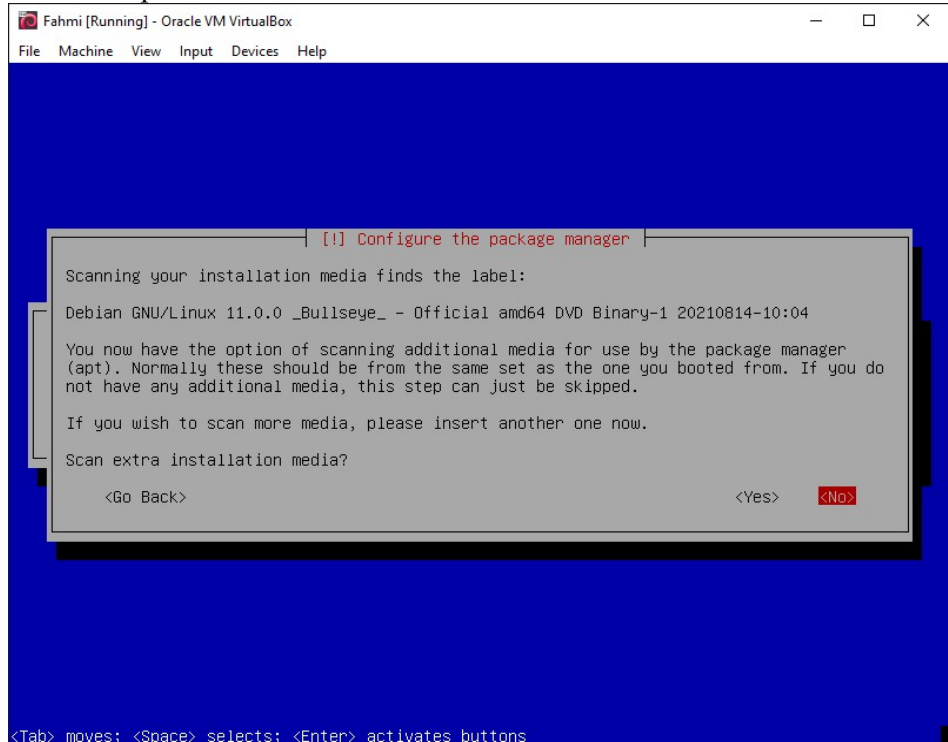 Fahmi [Running] - Oracle VM VirtualBox
File Machine View Input Devices Help
[!] Configure the package manager
Scanning your installation media finds the label:
Debian GNU/Linux 11.0.0 _Bullseye_ - Official amd64 DVD Binary-1 20210814-10:04
You now have the option of scanning additional media for use by the package manager
(apt). Normally these should be from the same set as the one you booted from. If you do
not have any additional media, this step can just be skipped.
If you wish to scan more media, please insert another one now.
Scan extra installation media?
<Go Back> <Yes> <No>
<Tab> moves; <Space> selects; <Enter> activates buttons